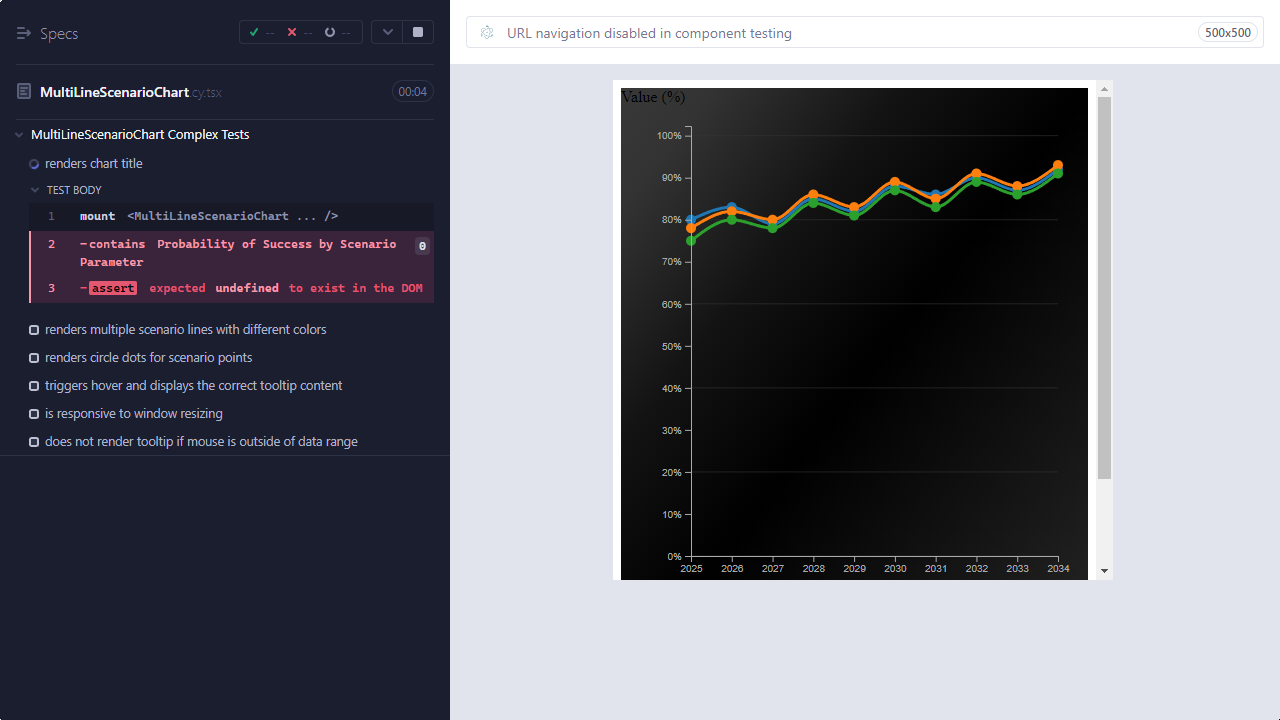 Specs
--
--
--
URL navigation disabled in component testing
500x500
MultiLineScenarioChart.cy.tsx
00:04
MultiLineScenarioChart Complex Tests
renders chart title
TEST BODY
1 mount <MultiLineScenarioChart ... />
2 -contains Probability of Success by Scenario
Parameter
0
3 -assert expected undefined to exist in the DOM
renders multiple scenario lines with different colors
renders circle dots for scenario points
triggers hover and displays the correct tooltip content
is responsive to window resizing
does not render tooltip if mouse is outside of data range
Value (%)
100%
90%
80%
70%
60%
50%
40%
30%
20%
10%
0%
2025 2026 2027 2028 2029 2030 2031 2032 2033 2034